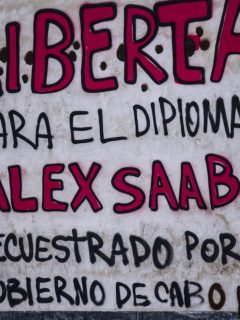 IBERTA
ARA EL DIPLOMA
ALEX SAAB
ECUESTRADO POR
OBIERNO DE CABO